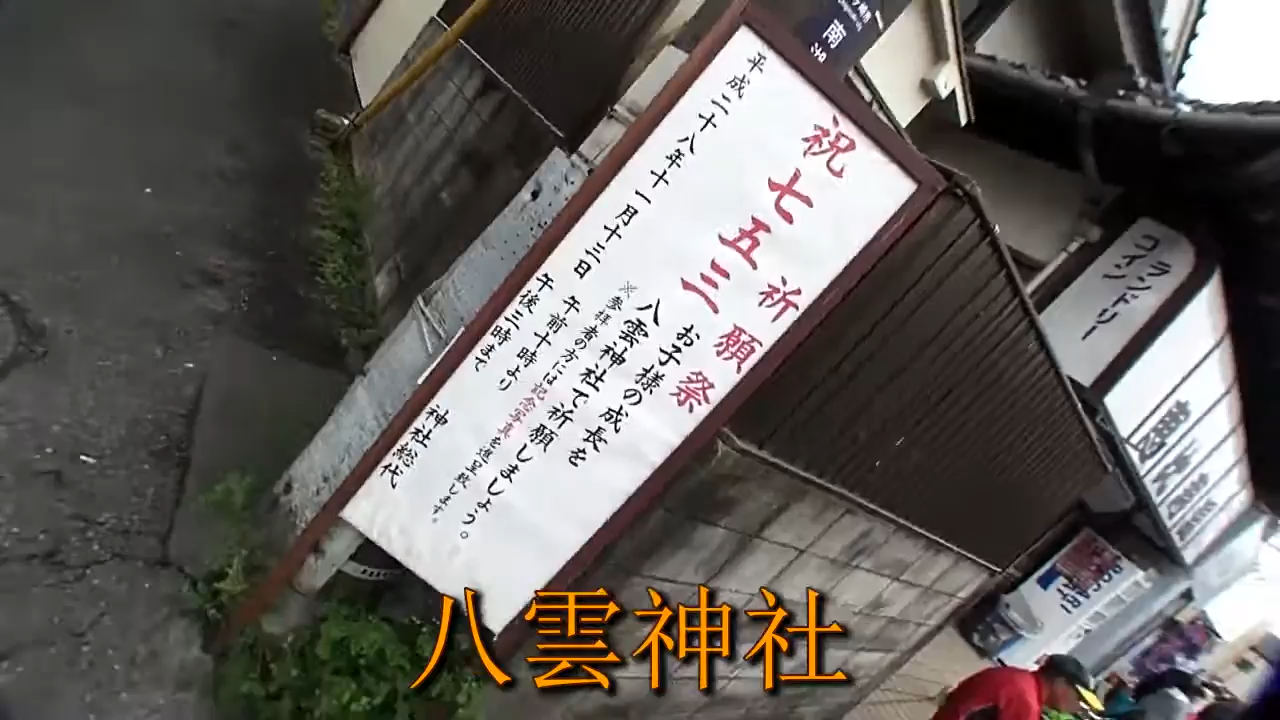 祝 七五三 祈願祭
お子様の成長を
八雲神社で祈願しましょう。
※参拝者の方には記念写真を進呈致します。
平成二十八年十一月十三日 午前十時より
午後三時まで
神社総代
コイン
ランドリー
POCARI
八雲神社